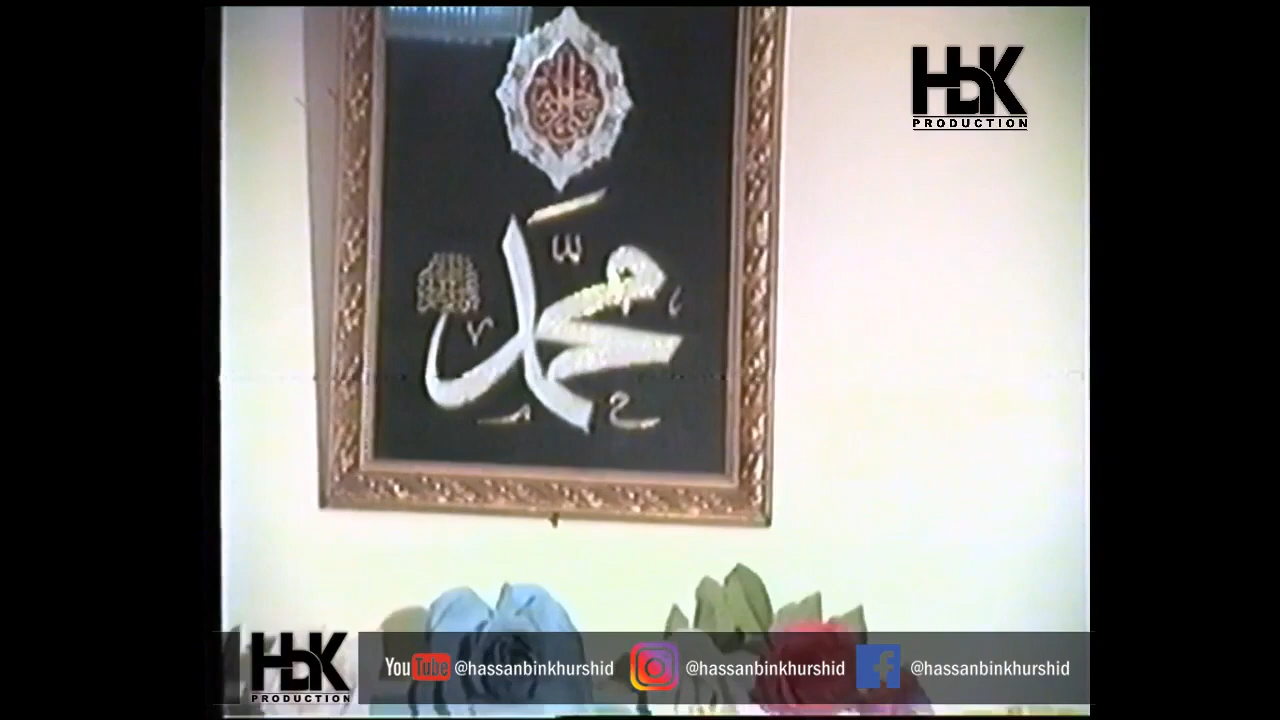 HbK
PRODUCTION
محمد
HbK
PRODUCTION
YouTube @hassanbinkhurshid
@hassanbinkhurshid
f @hassanbinkhurshid